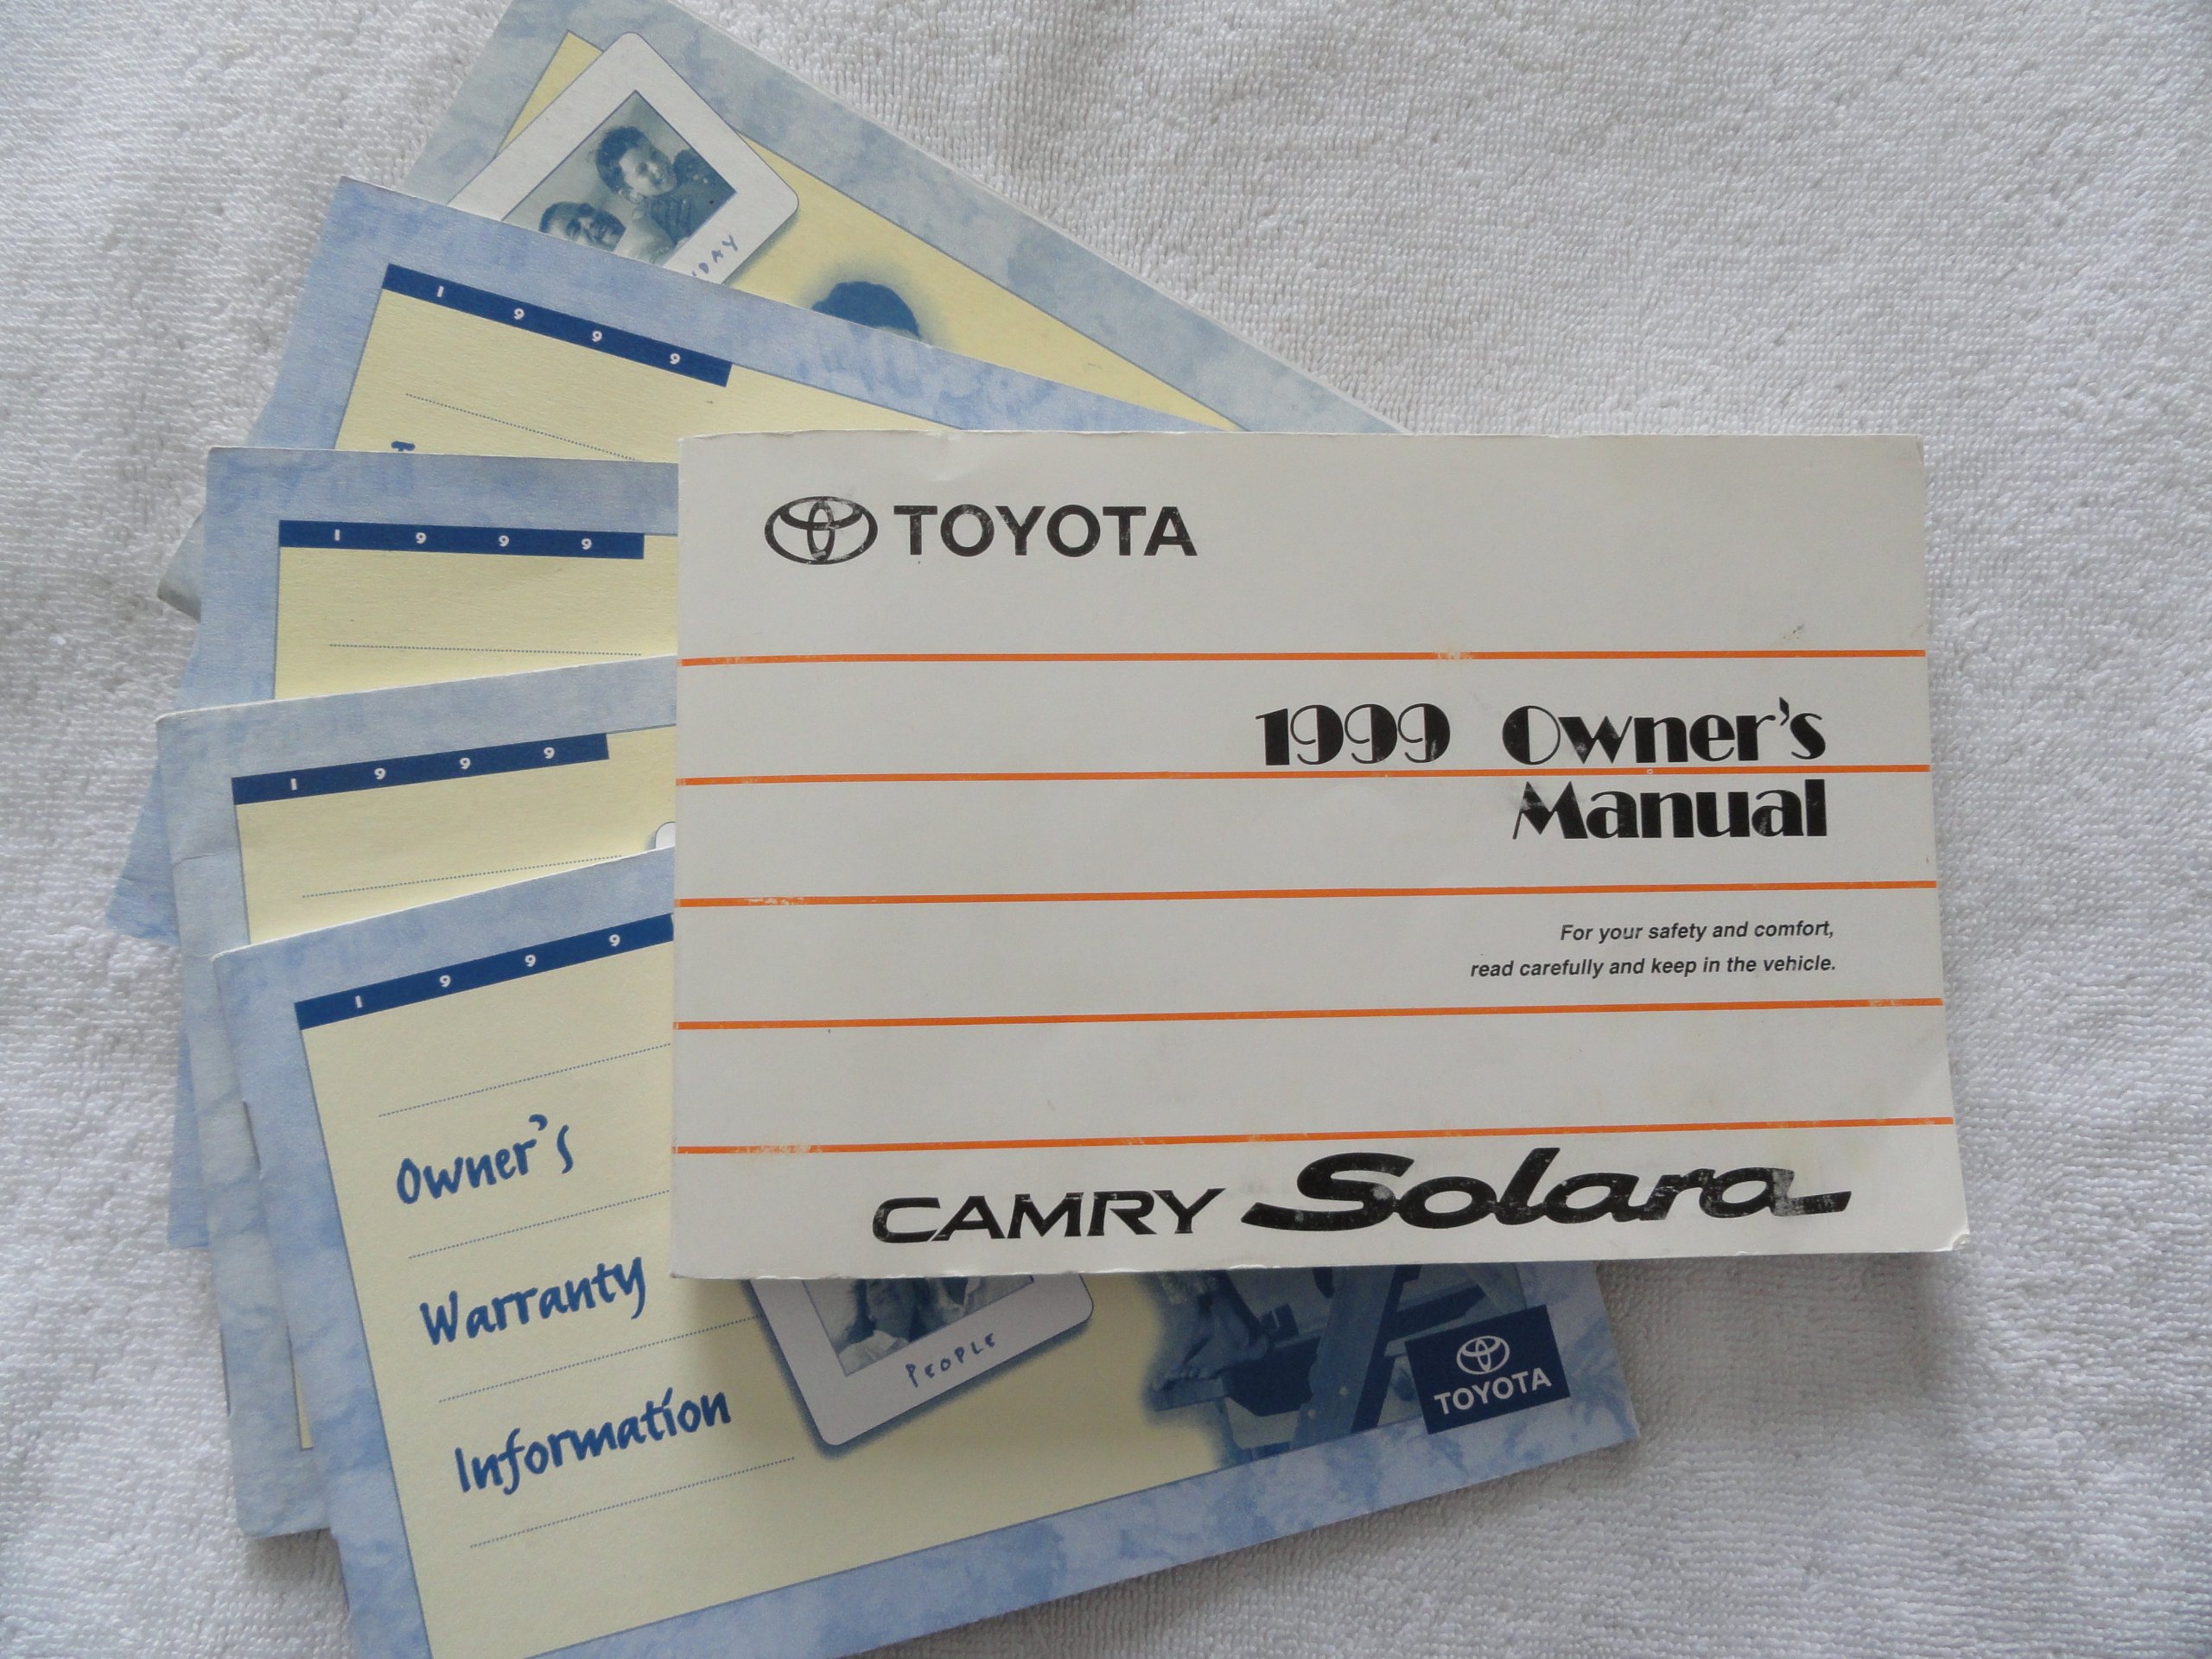 1 9 9 9
1 9 9 9
1 9 9 9
1 9 9
Owner's
Warranty
Information
PEOPLE
TOYOTA
TOYOTA
1999 Owner's
Manual
For your safety and comfort,
read carefully and keep in the vehicle.
CAMRY Solara